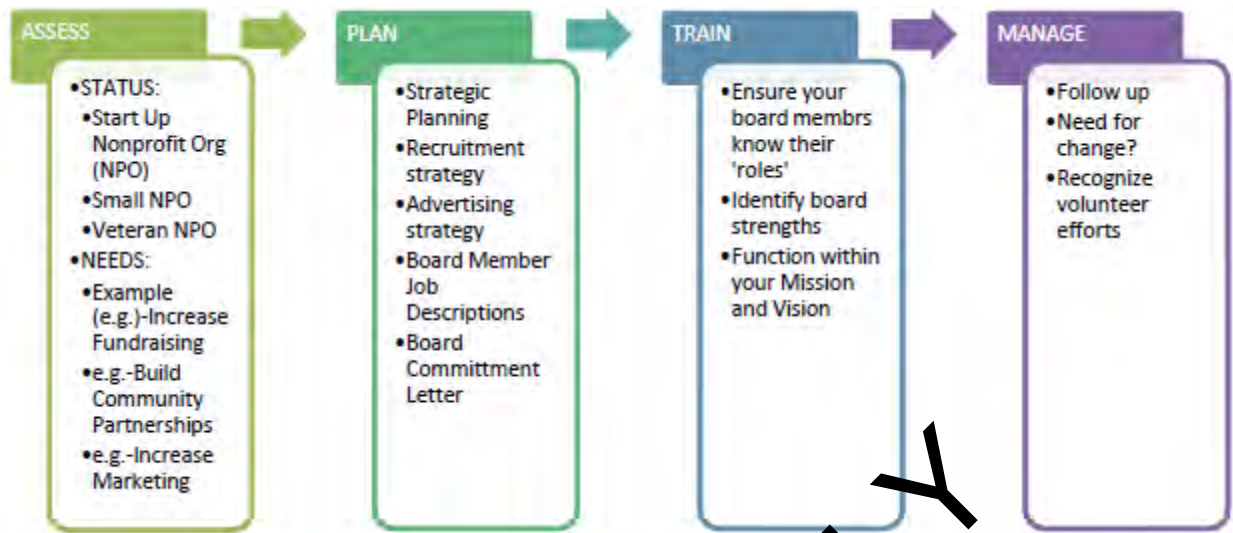 ASSESS
•STATUS:
•Start Up
Nonprofit Org
(NPO)
•Small NPO
•Veteran NPO
•NEEDS:
•Example
(e.g.)-Increase
Fundraising
•e.g.-Build
Community
Partnerships
•e.g.-Increase
Marketing
PLAN
•Strategic
Planning
•Recruitment
strategy
•Advertising
strategy
•Board Member
Job
Descriptions
•Board
Committment
Letter
TRAIN
•Ensure your
board membrs
know their
'roles'
•Identify board
strengths
•Function within
your Mission
and Vision
MANAGE
•Follow up
•Need for
change?
•Recognize
volunteer
efforts
Y